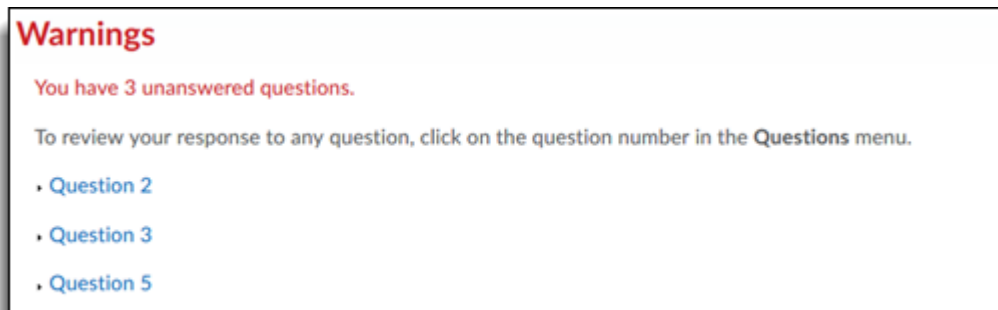 Warnings
You have 3 unanswered questions.
To review your response to any question, click on the question number in the Questions menu.
Question 2
Question 3
Question 5